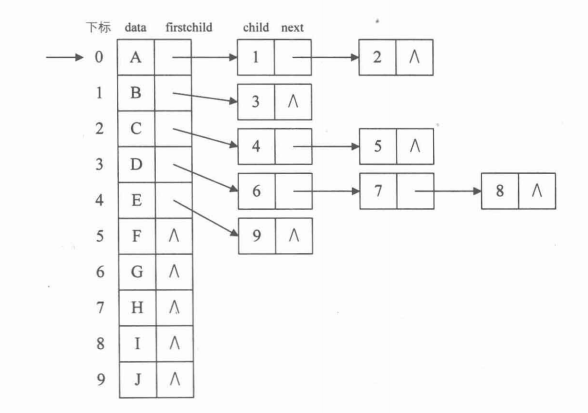 下标 data firstchild child next
0 A 1 2 ∧
1 B 3 ∧
2 C 4 5 ∧
3 D 6 7 8 ∧
4 E 9 ∧
5 F ∧
6 G ∧
7 H ∧
8 I ∧
9 J ∧